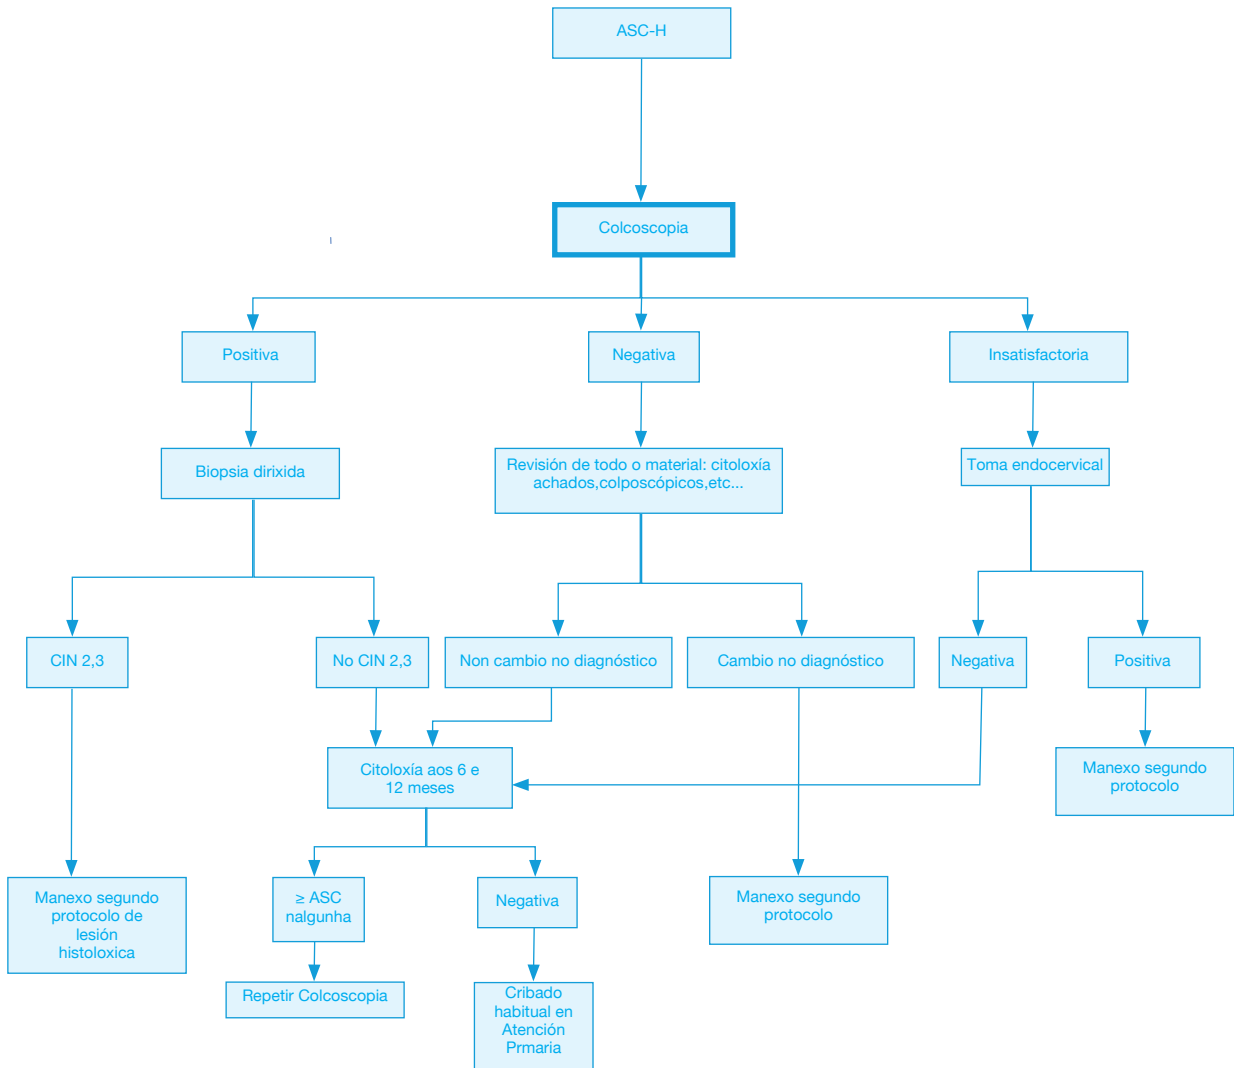 ASC-H
Colcoscopia
Positiva
Negativa
Insatisfactoria
Biopsia dirixida
Revisión de todo o material: citoloxía
achados,colposcópicos,etc...
Toma endocervical
CIN 2,3
No CIN 2,3
Non cambio no diagnóstico
Cambio no diagnóstico
Negativa
Positiva
Citoloxía aos 6 e
12 meses
Manexo segundo
protocolo
Manexo segundo
protocolo de
lesión
histoloxica
≥ ASC
nalgunha
Negativa
Manexo segundo
protocolo
Repetir Colcoscopia
Cribado
habitual en
Atención
Prmaria